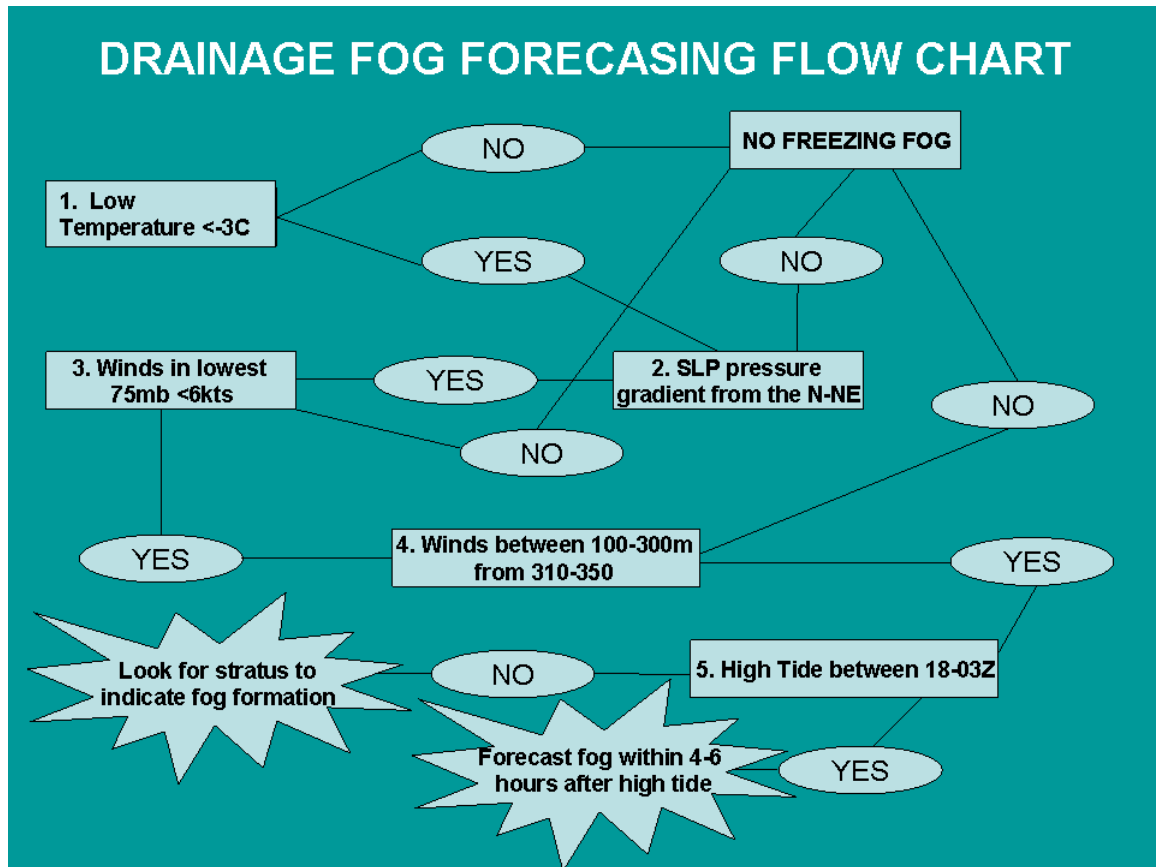 DRAINAGE FOG FORECASING FLOW CHART
NO
NO FREEZING FOG
1. Low
Temperature <-3C
YES
NO
3. Winds in lowest
75mb <6kts
YES
2. SLP pressure
gradient from the N-NE
NO
NO
YES
4. Winds between 100-300m
from 310-350
YES
Look for stratus to
indicate fog formation
NO
5. High Tide between 18-03Z
Forecast fog within 4-6
hours after high tide
YES